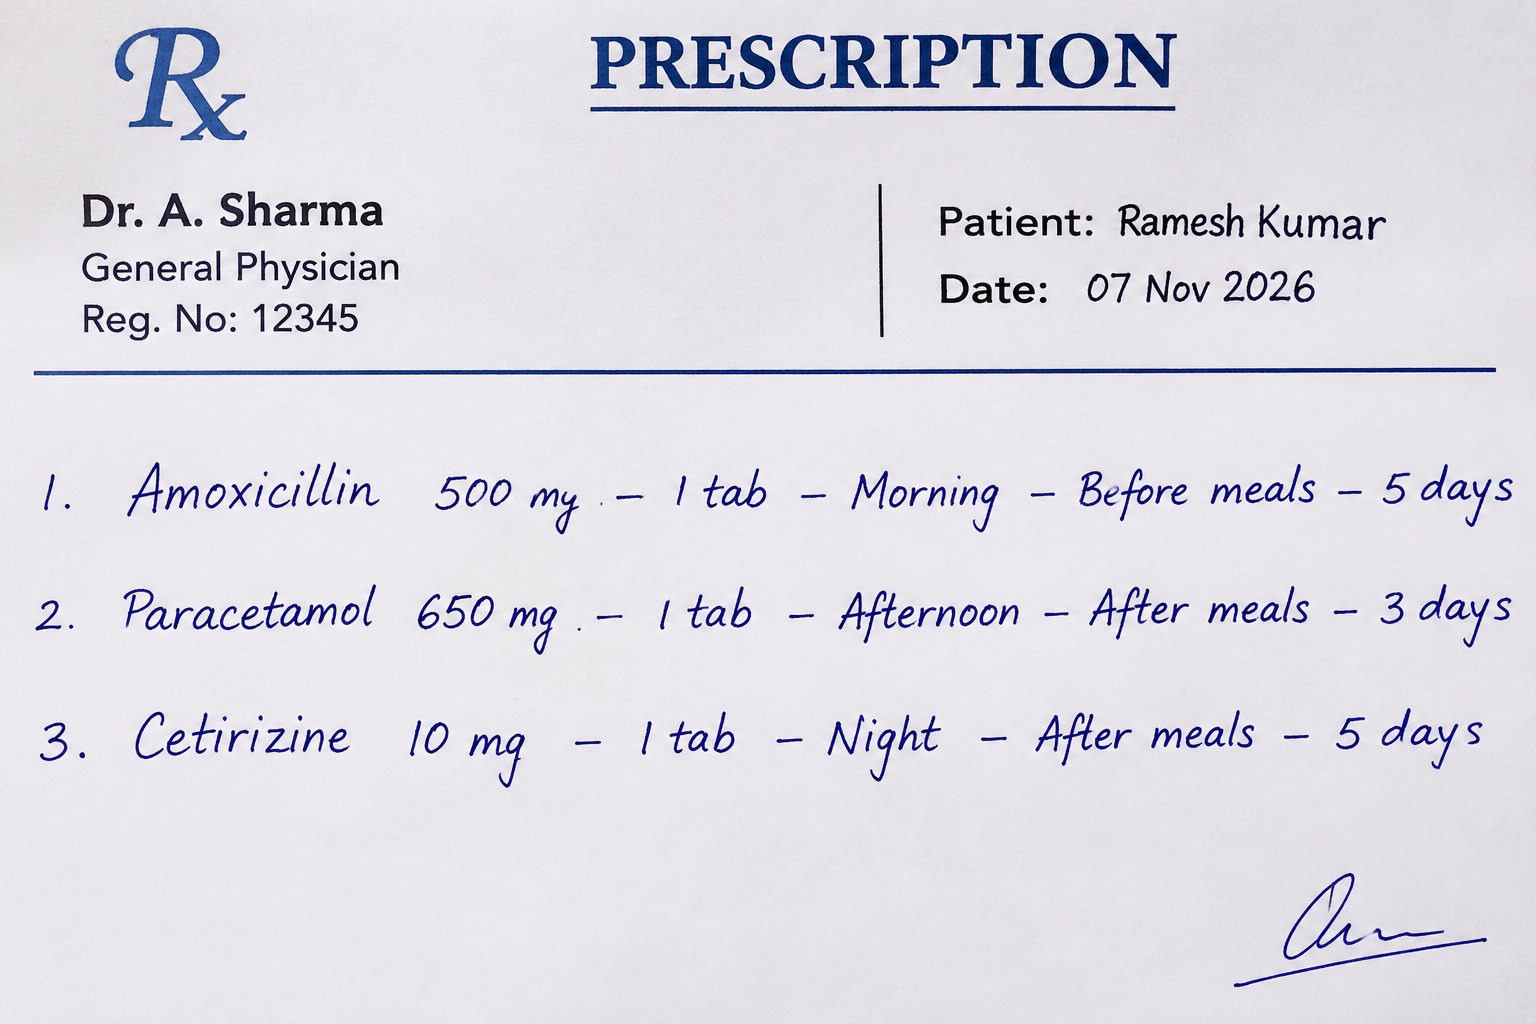 Rx
PRESCRIPTION
Dr. A. Sharma
General Physician
Reg. No: 12345
Patient: Ramesh Kumar
Date: 07 Nov 2026
1. Amoxicillin 500 my . – 1 tab – Morning – Before meals – 5 days
2. Paracetamol 650 mg . – 1 tab – Afternoon – After meals – 3 days
3. Cetirizine 10 mg – 1 tab – Night – After meals – 5 days